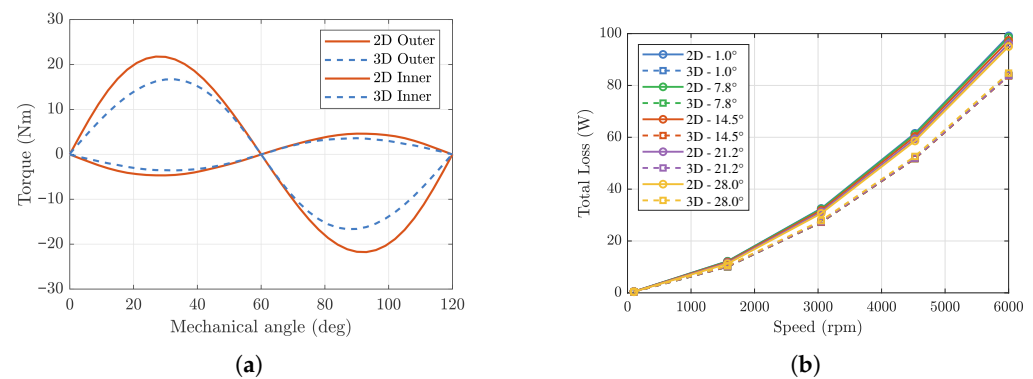 30
20
10
0
−10
−20
−30
0
20
40
60
80
100
120
Torque (Nm)
Mechanical angle (deg)
2D Outer
3D Outer
2D Inner
3D Inner
(a)
100
80
60
40
20
0
0
1000
2000
3000
4000
5000
6000
Total Loss (W)
Speed (rpm)
2D - 1.0°
3D - 1.0°
2D - 7.8°
3D - 7.8°
2D - 14.5°
3D - 14.5°
2D - 21.2°
3D - 21.2°
2D - 28.0°
3D - 28.0°
(b)